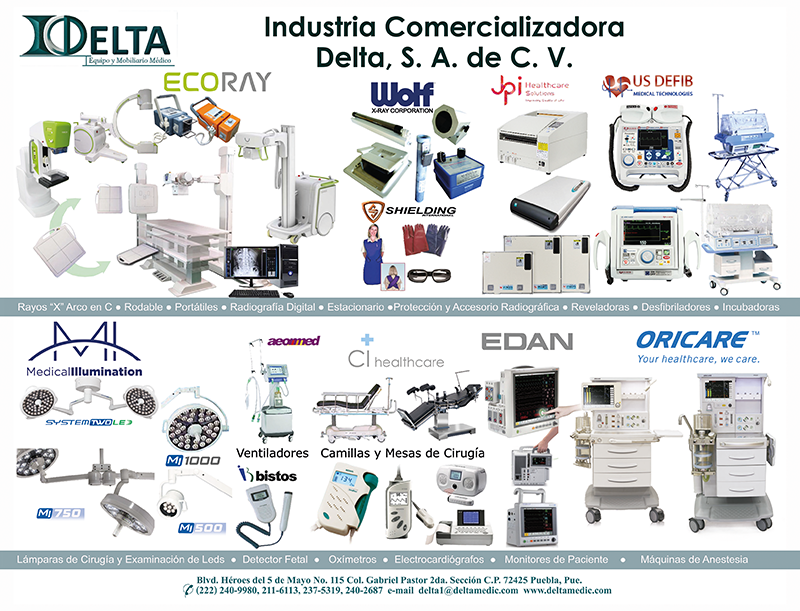 DELTA
Equipo y Mobiliario Médico
Industria Comercializadora
Delta, S. A. de C. V.
ECORAY
Wolf
X-RAY CORPORATION
JPI Healthcare
Solutions
US DEFIB
MEDICAL TECHNOLOGIES
SHIELDING
INTERNATIONAL
Rayos "X" Arco en C ● Rodable ● Portátiles ● Radiografía Digital ● Estacionario ●Protección y Accesorio Radiográfica ● Reveladoras ● Desfibriladores ● Incubadoras
MI
MedicalIllumination
SYSTEMTWOLED
MI 1000
MI 750
MI 500
aeonmed
Ventiladores
CI healthcare
Camillas y Mesas de Cirugía
bistos
134
EDAN
ORICARE™
Your healthcare, we care.
Lámparas de Cirugía y Examinación de Leds ● Detector Fetal ● Oxímetros ● Electrocardiógrafos ● Monitores de Paciente ● Máquinas de Anestesia
Blvd. Héroes del 5 de Mayo No. 115 Col. Gabriel Pastor 2da. Sección C.P. 72425 Puebla, Pue.
(222) 240-9980, 211-6113, 237-5319, 240-2687 e-mail delta1@deltamedic.com www.deltamedic.com